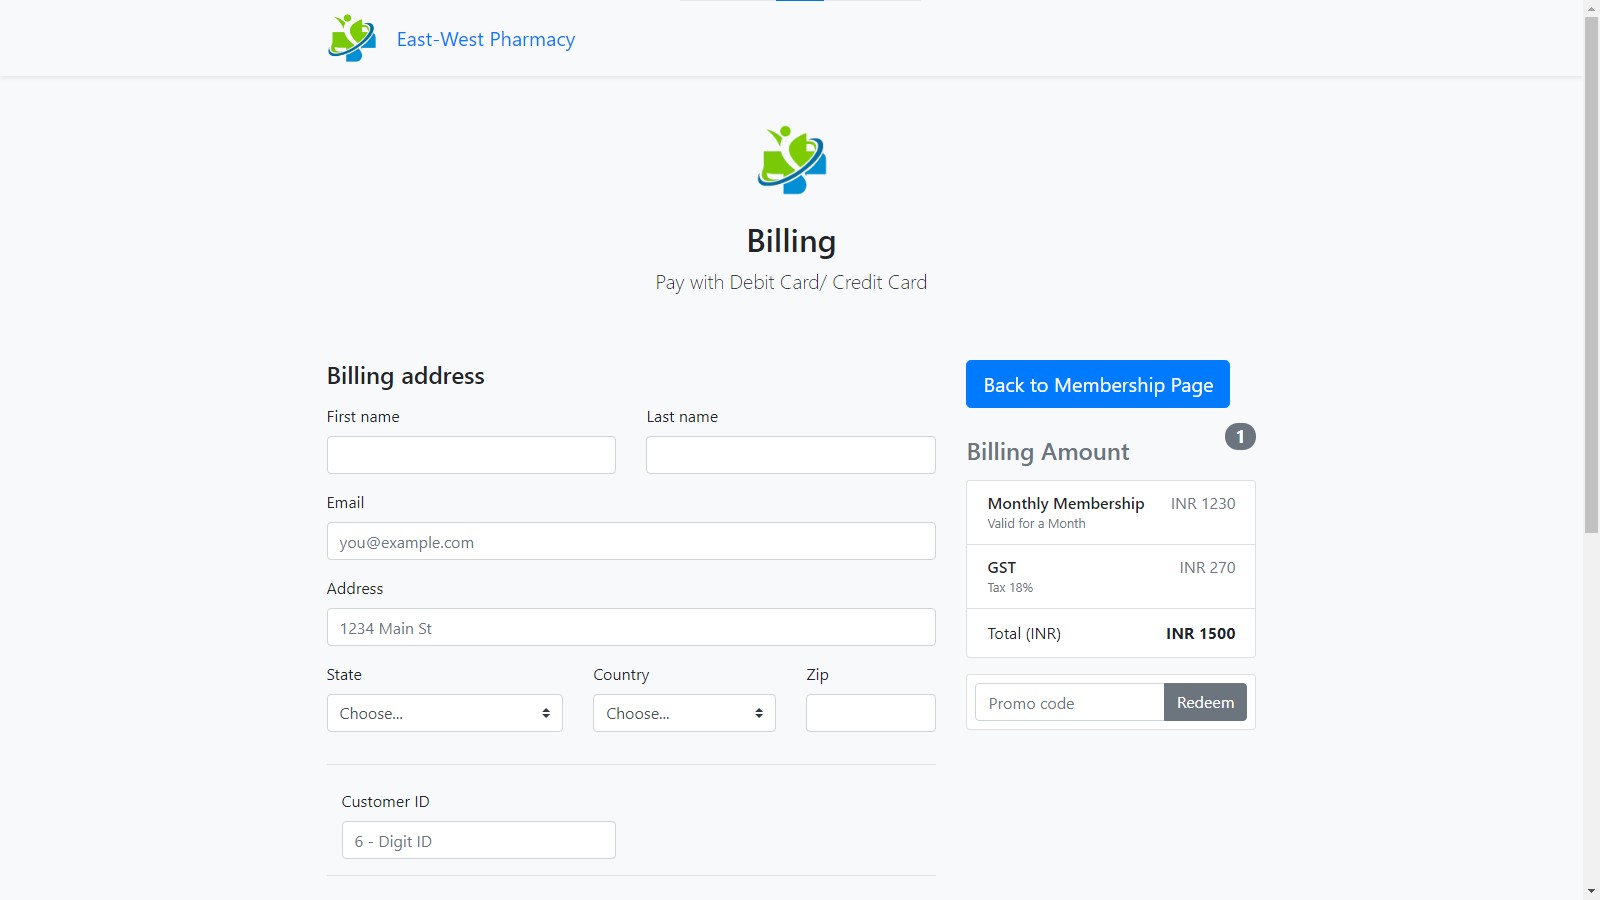 East-West Pharmacy
Billing
Pay with Debit Card/ Credit Card
Billing address
First name
Last name
Email
you@example.com
Address
1234 Main St
State
Country
Zip
Choose...
Choose...
Customer ID
6 - Digit ID
Back to Membership Page
Billing Amount
1
Monthly Membership INR 1230
Valid for a Month
GST INR 270
Tax 18%
Total (INR) INR 1500
Promo code
Redeem